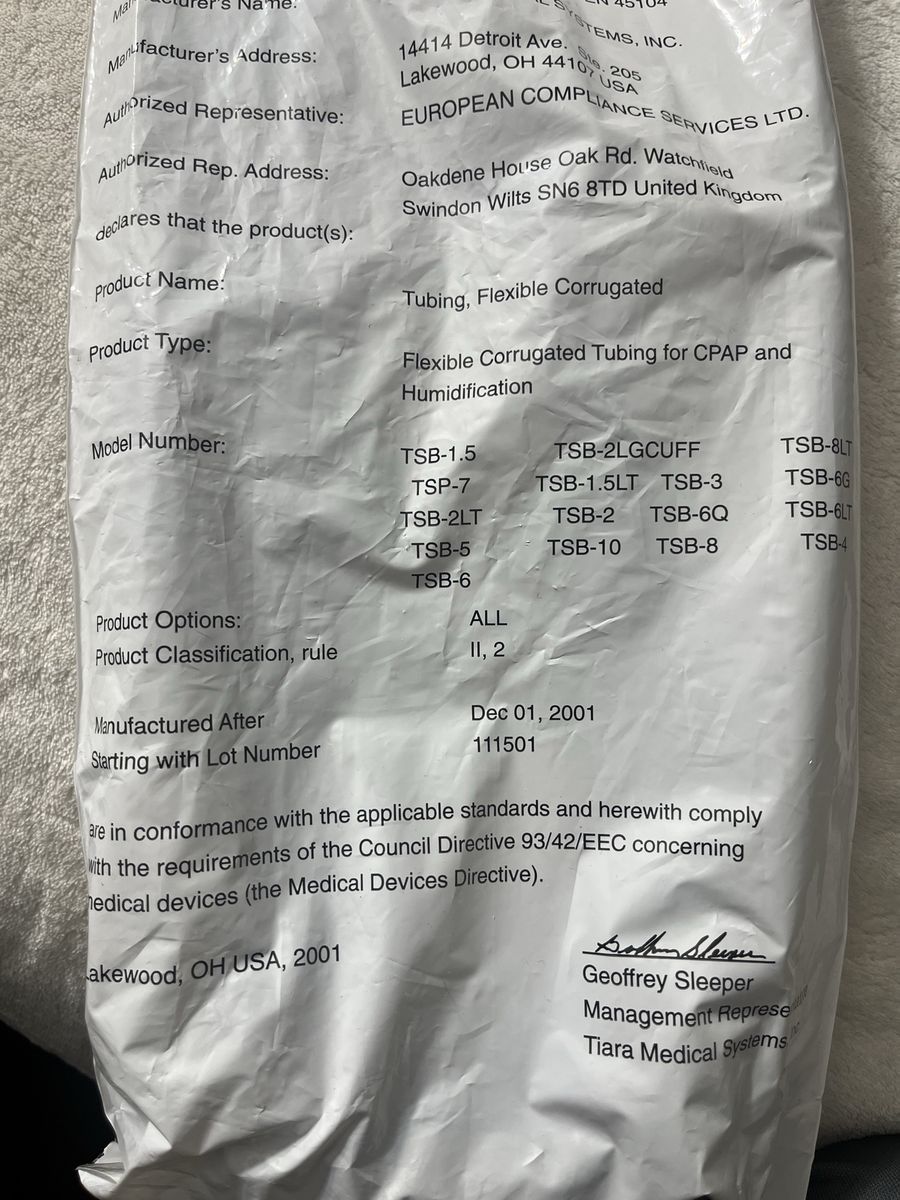 Manufacturer's Name:
EN 45104
SYSTEMS, INC.
Manufacturer's Address:
14414 Detroit Ave. Ste. 205
Lakewood, OH 44107 USA
Authorized Representative:
EUROPEAN COMPLIANCE SERVICES LTD.
Authorized Rep. Address:
Oakdene House Oak Rd. Watchfield
Swindon Wilts SN6 8TD United Kingdom
declares that the product(s):
Product Name:
Tubing, Flexible Corrugated
Product Type:
Flexible Corrugated Tubing for CPAP and
Humidification
Model Number:
TSB-1.5 TSB-2LGCUFF TSB-8LT
TSP-7 TSB-1.5LT TSB-3 TSB-6G
TSB-2LT TSB-2 TSB-6Q TSB-6LT
TSB-5 TSB-10 TSB-8 TSB-4
TSB-6
Product Options: ALL
Product Classification, rule II, 2
Manufactured After Dec 01, 2001
Starting with Lot Number 111501
are in conformance with the applicable standards and herewith comply
with the requirements of the Council Directive 93/42/EEC concerning
medical devices (the Medical Devices Directive).
Lakewood, OH USA, 2001
Geoffrey Sleeper
Management Represe
Tiara Medical Systems